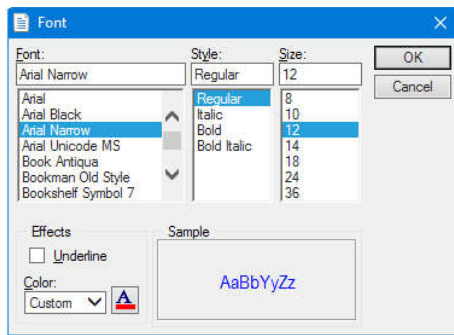 Font
Font: Style: Size:
Arial Narrow Regular 12 OK
Arial Regular 8 Cancel
Arial Black Italic 10
Arial Narrow Bold 12
Arial Unicode MS Bold Italic 14
Book Antiqua 18
Bookman Old Style 24
Bookshelf Symbol 7 36
Effects Sample
Underline
Color:
Custom A
AaBbYyZz